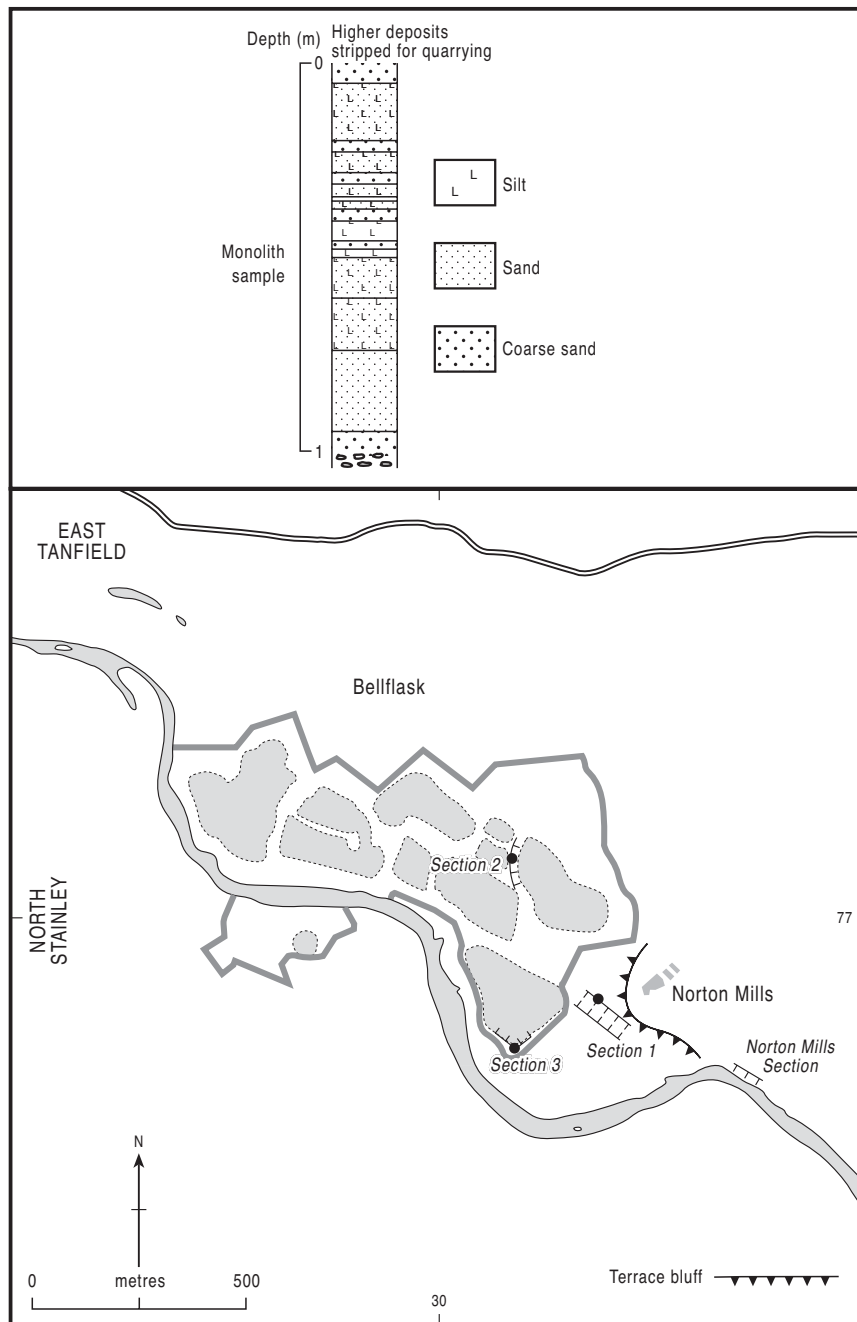 Depth (m)
Higher deposits
stripped for quarrying
0
Silt
Monolith
sample
Sand
Coarse sand
1
EAST
TANFIELD
Bellflask
Section 2
NORTH
STAINLEY
77
Norton Mills
Section 1
Norton Mills
Section
Section 3
N
0 metres 500
Terrace bluff
30